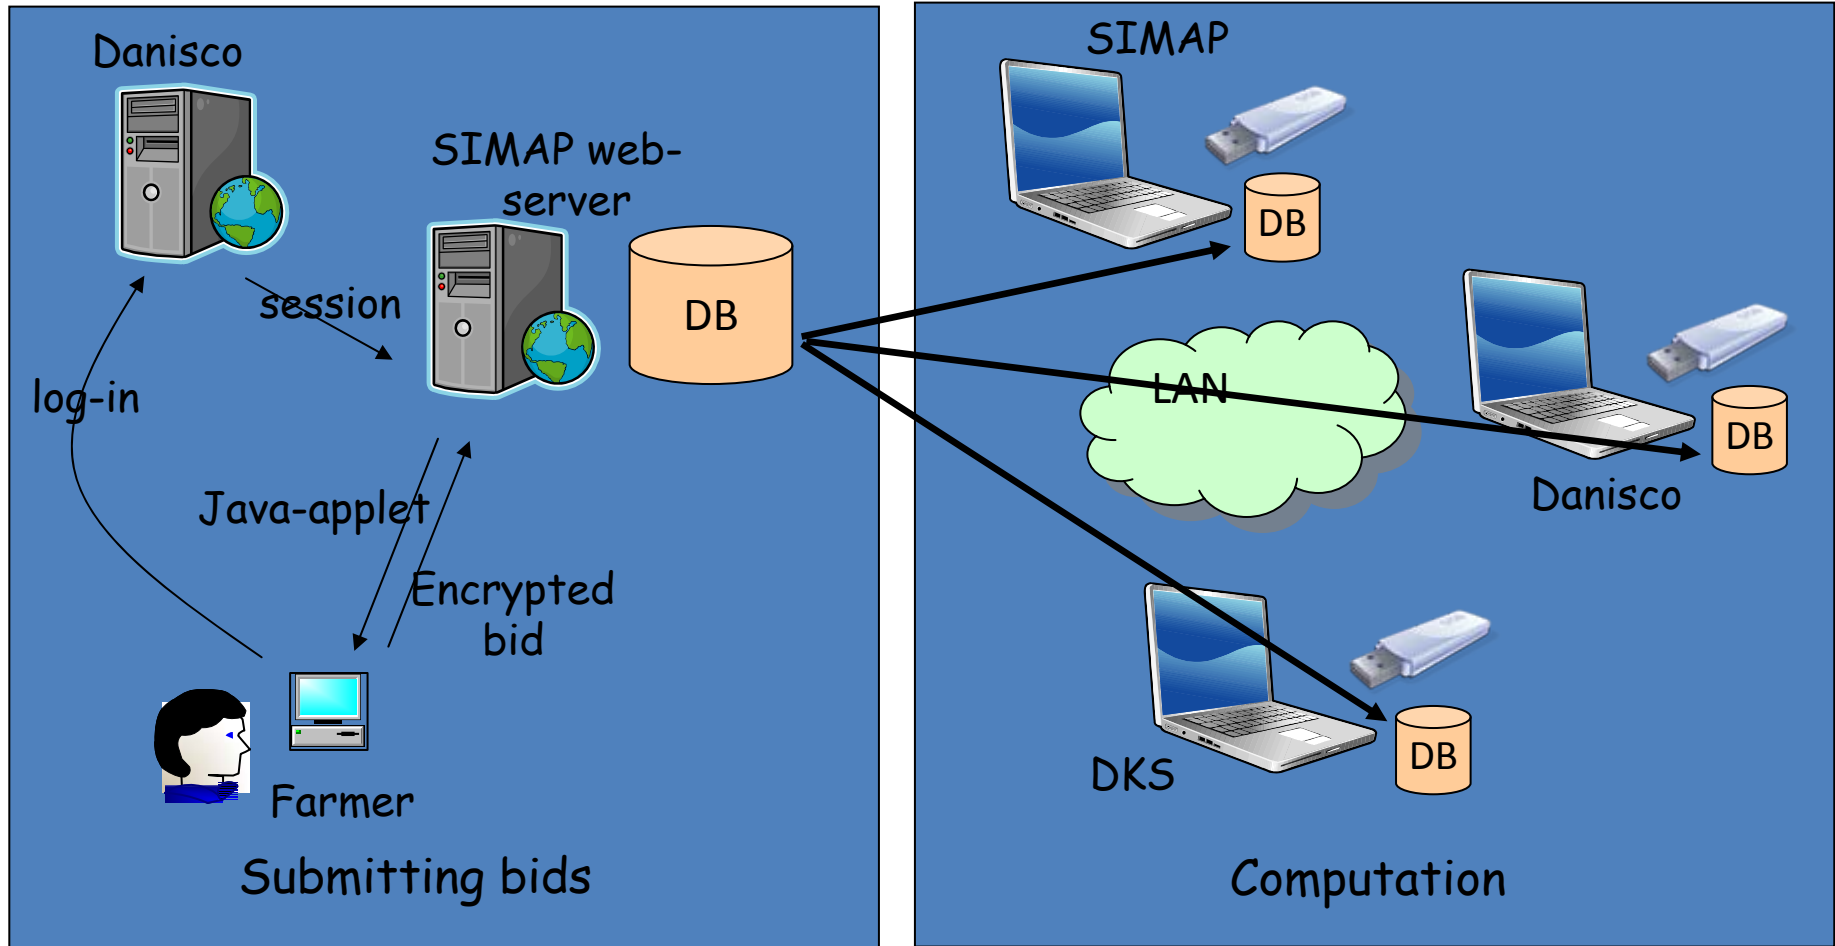 Danisco
SIMAP web-
server
DB
session
log-in
Java-applet
Encrypted
bid
Farmer
Submitting bids
SIMAP
DB
LAN
DB
Danisco
DKS
DB
Computation